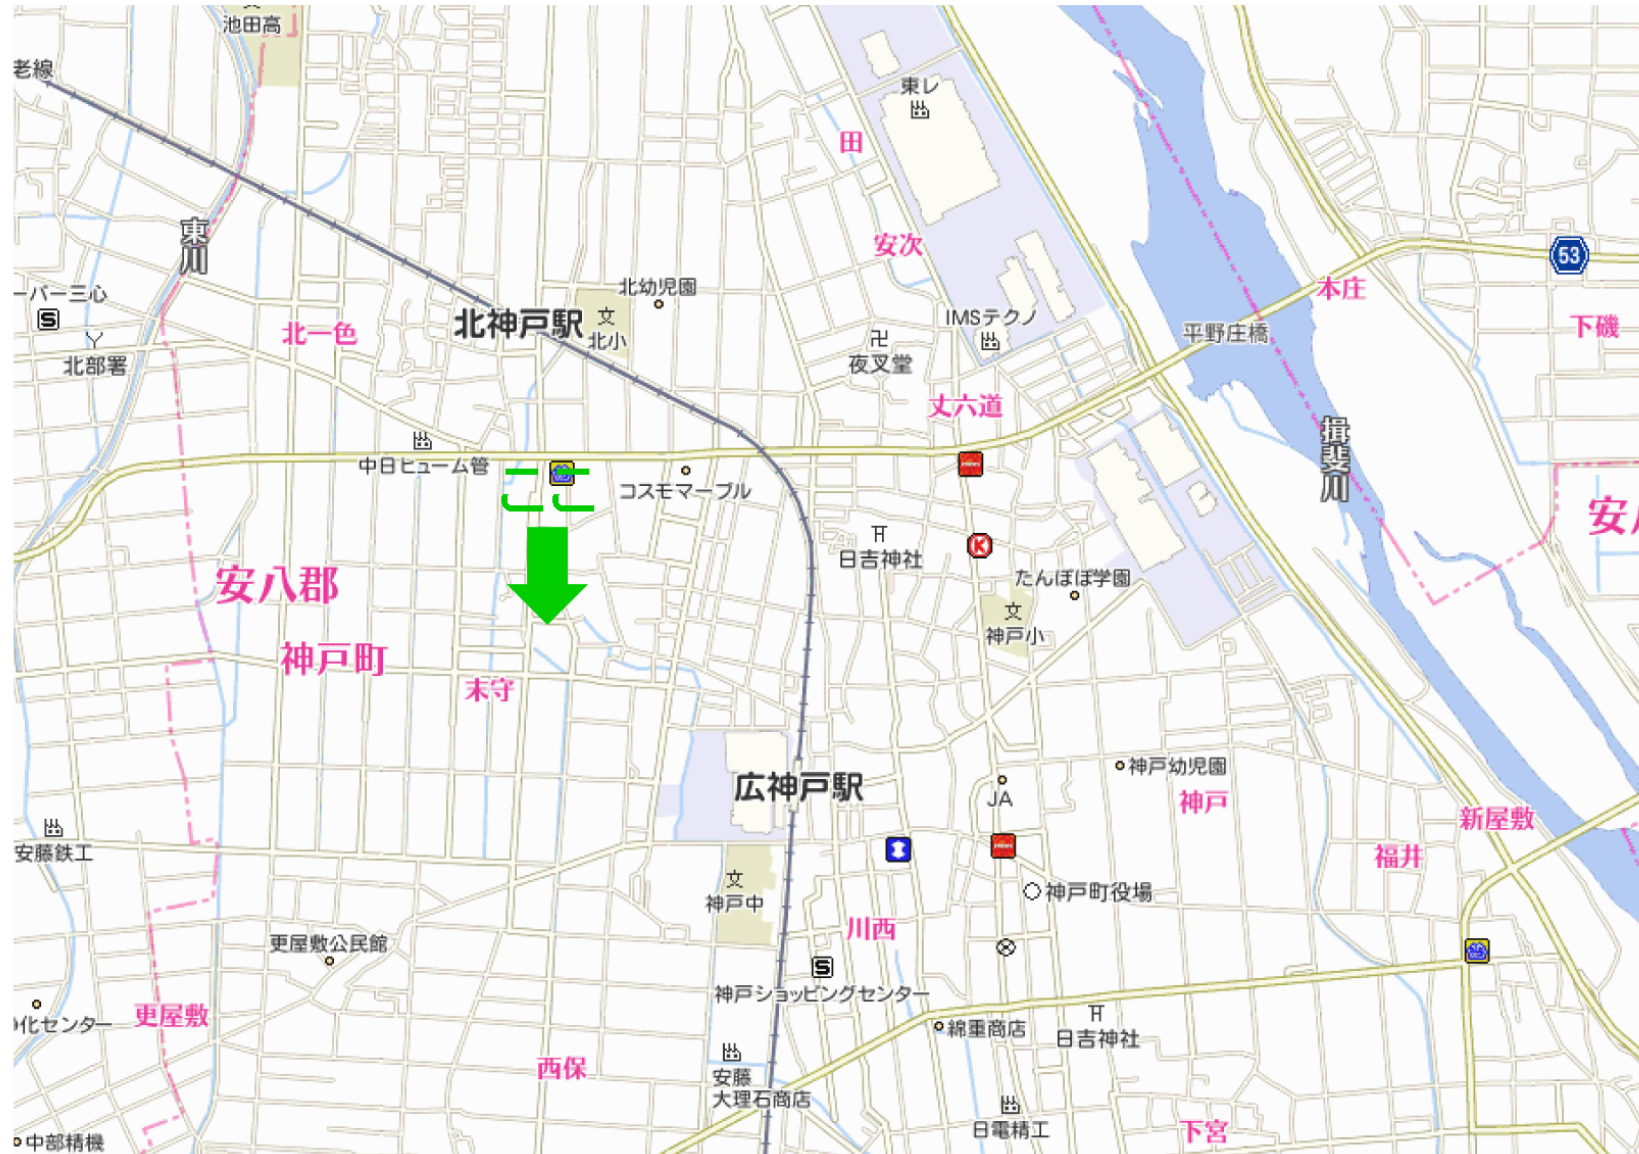 池田高
老線
東レ
田
東川
安次
53
北幼児園
本庄
ーパー三心
S
IMSテクノ
北神戸駅
文
北小
下磯
北一色
平野庄橋
北部署
夜叉堂
丈六道
揖斐川
中日ヒューム管
ここ
コスモマーブル
安八
K
日吉神社
安八郡
たんぽぽ学園
文
神戸小
神戸町
末守
神戸幼児園
広神戸駅
神戸
JA
新屋敷
安藤鉄工
福井
文
神戸中
神戸町役場
川西
更屋敷公民館
S
神戸ショッピングセンター
化センター
更屋敷
綿重商店
日吉神社
西保
安藤
大理石商店
日電精工
下宮
中部精機